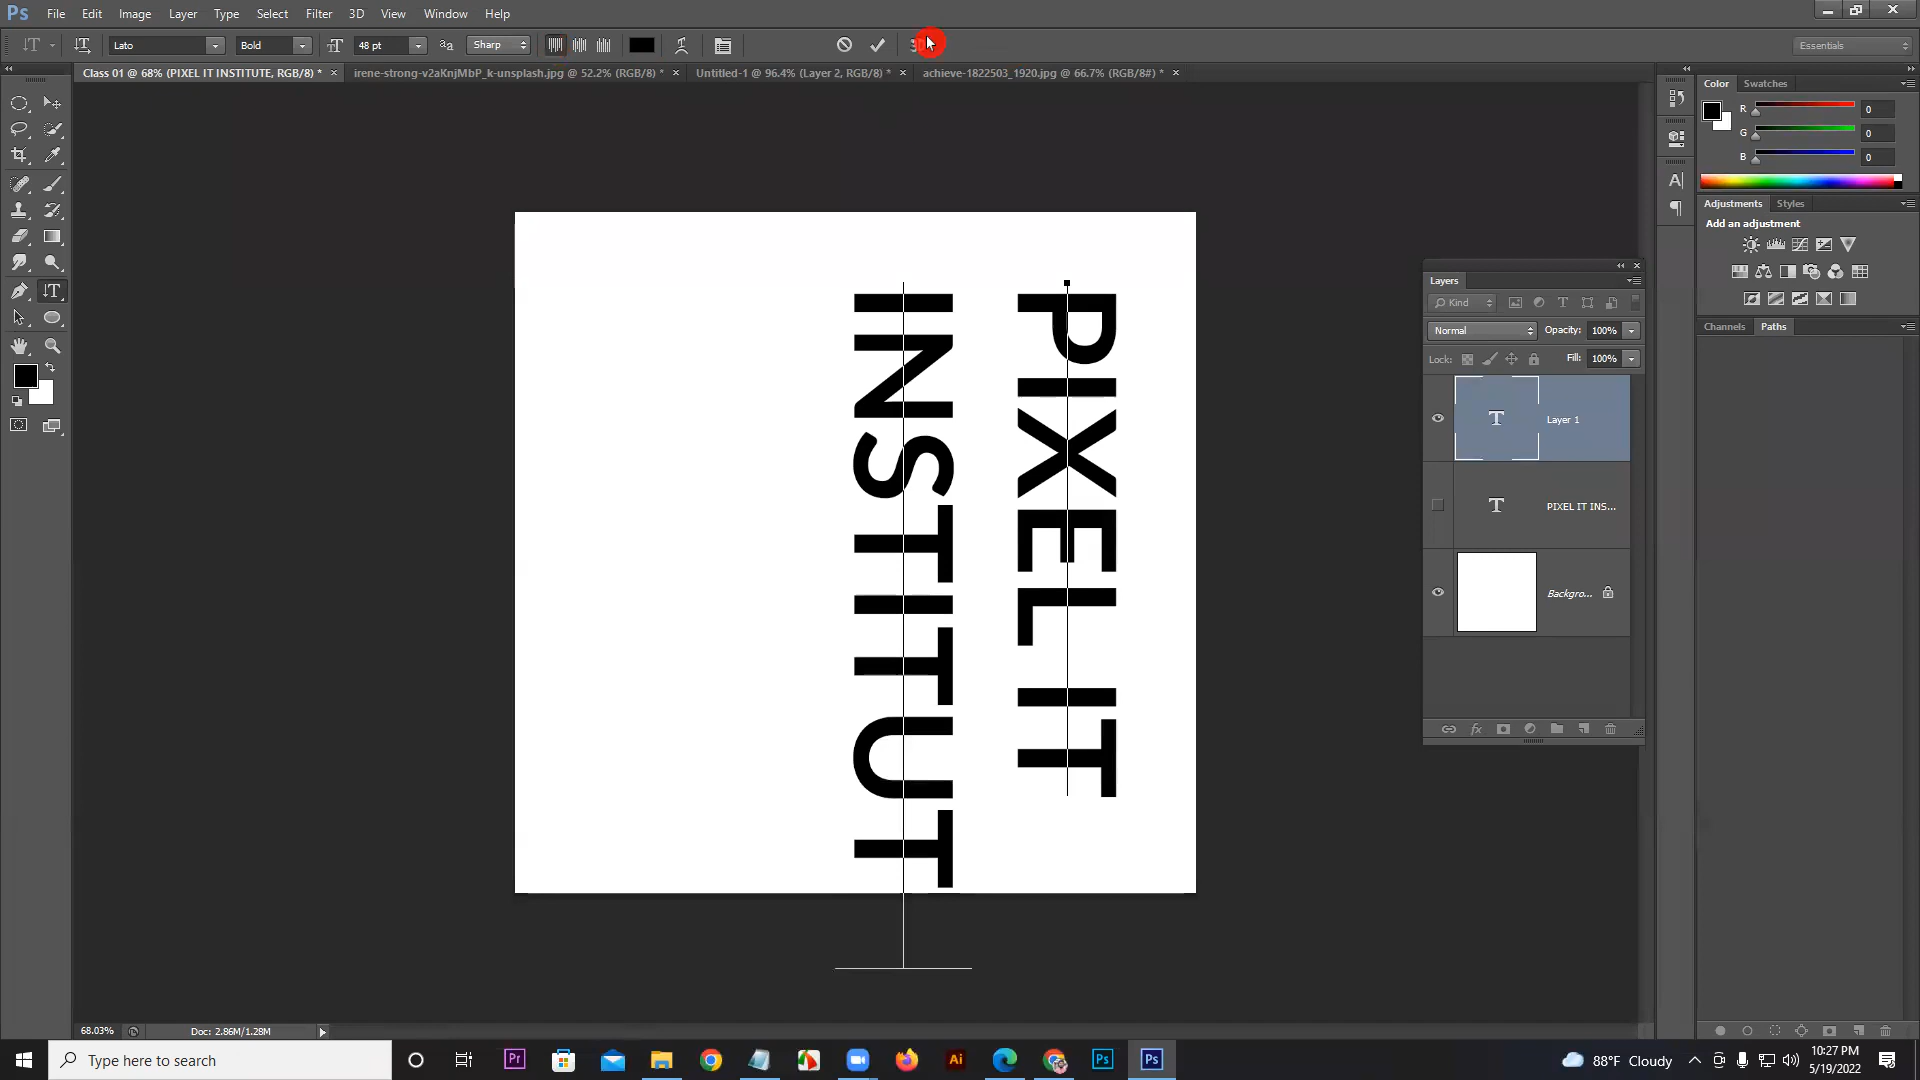 Ps File Edit Image Layer Type Select Filter 3D View Window Help
Lato Bold 48 pt Sharp Essentials
Class 01 @ 68% (PIXEL IT INSTITUTE, RGB/8) * irene-strong-v2aKnjMbP_k-unsplash.jpg @ 52.2% (RGB/8) * Untitled-1 @ 96.4% (Layer 2, RGB/8) * achieve-1822503_1920.jpg @ 66.7% (RGB/8#) *
Color Swatches
R 0
G 0
B 0
Adjustments Styles
Add an adjustment
Channels Paths
Layers
Kind
Normal Opacity: 100%
Lock: Fill: 100%
Layer 1
PIXEL IT INS...
Backgro...
PIXEL IT
INSTITUT
68.03% Doc: 2.86M/1.28M
Type here to search
Pr Ai Ps Ps
88°F Cloudy
10:27 PM
5/19/2022